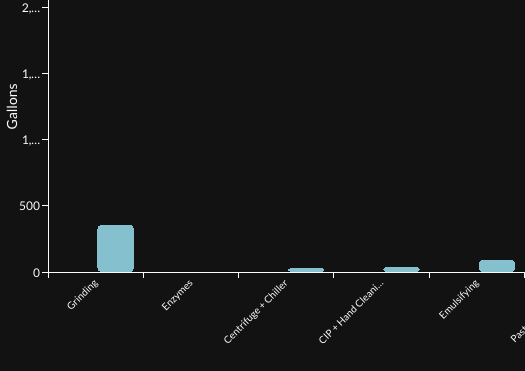 2,...
1,...
1,...
500
0
Gallons
Grinding
Enzymes
Centrifuge + Chiller
CIP + Hand Cleani...
Emulsifying
Past